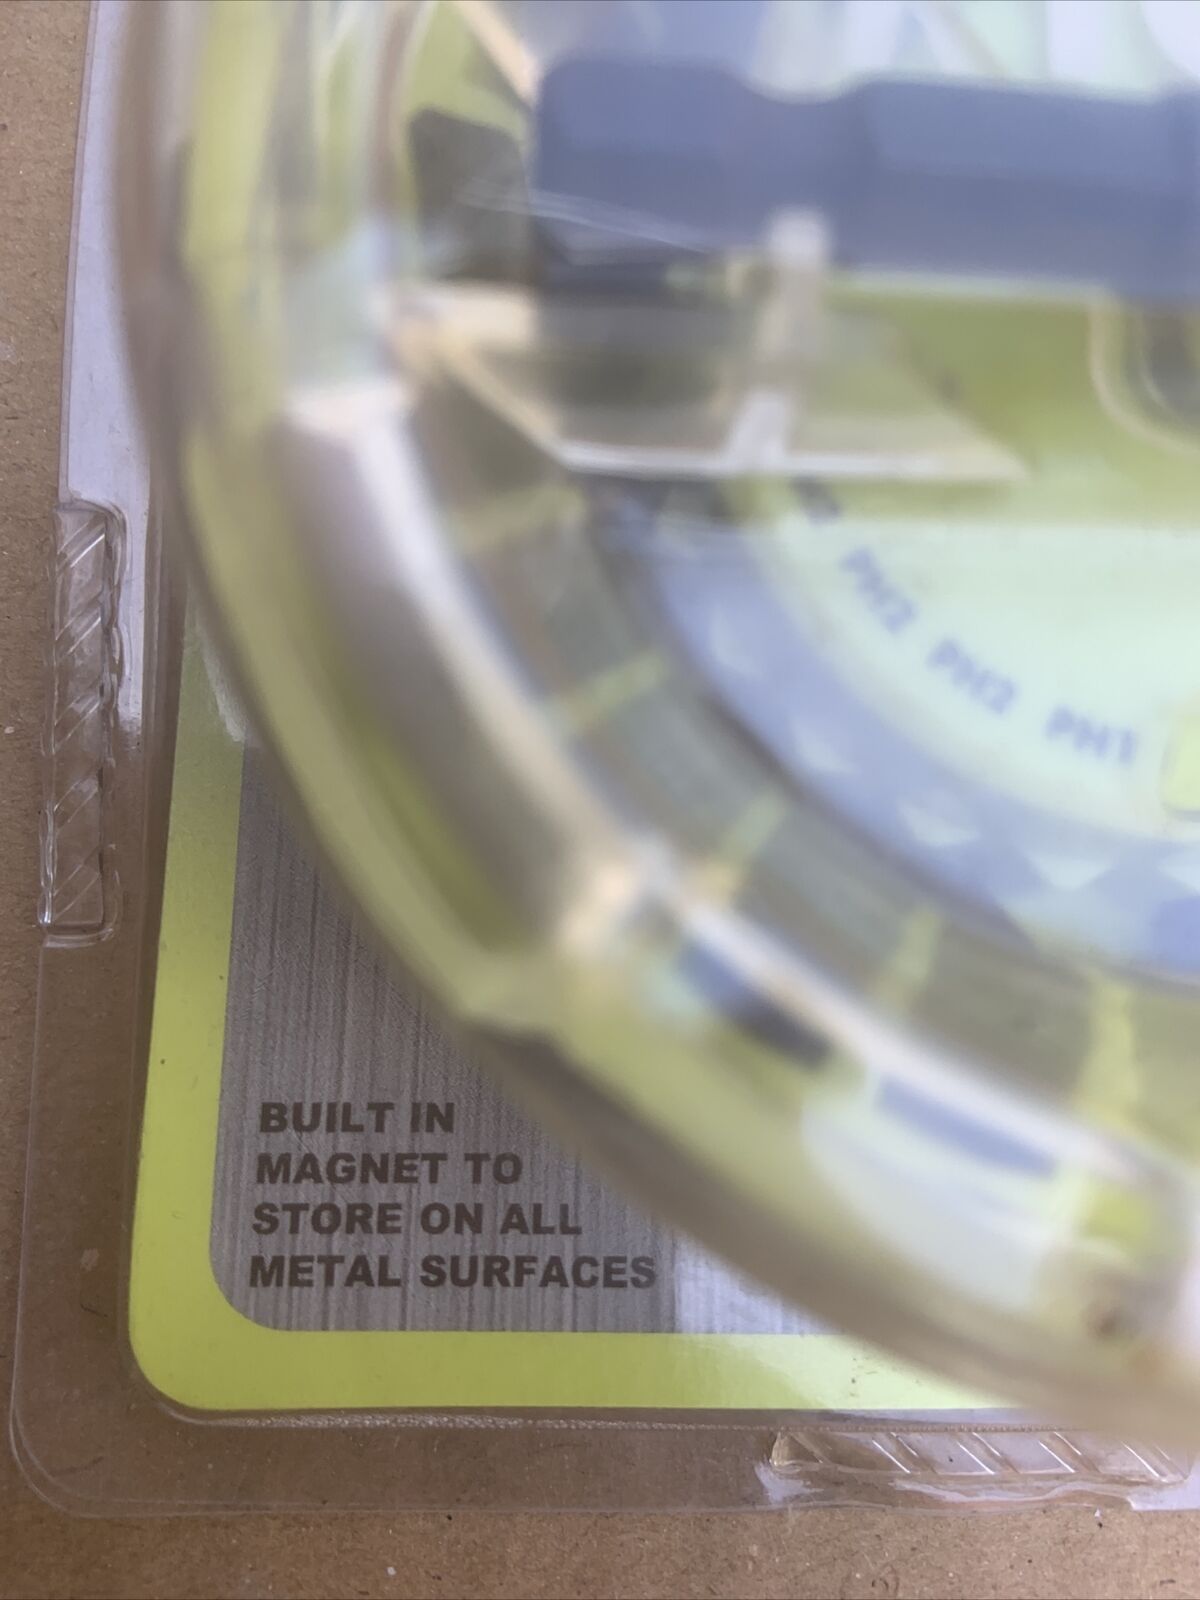 PH2
PH2
PH1
BUILT IN
MAGNET TO
STORE ON ALL
METAL SURFACES